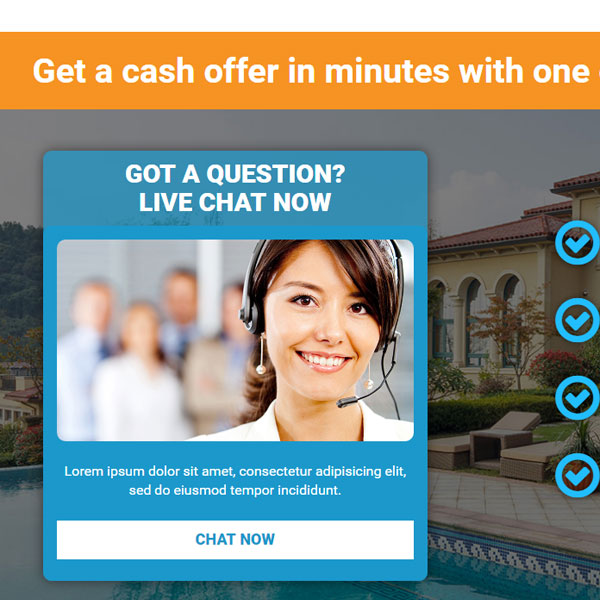 Get a cash offer in minutes with one
GOT A QUESTION?
LIVE CHAT NOW
Lorem ipsum dolor sit amet, consectetur adipisicing elit,
sed do eiusmod tempor incididunt.
CHAT NOW